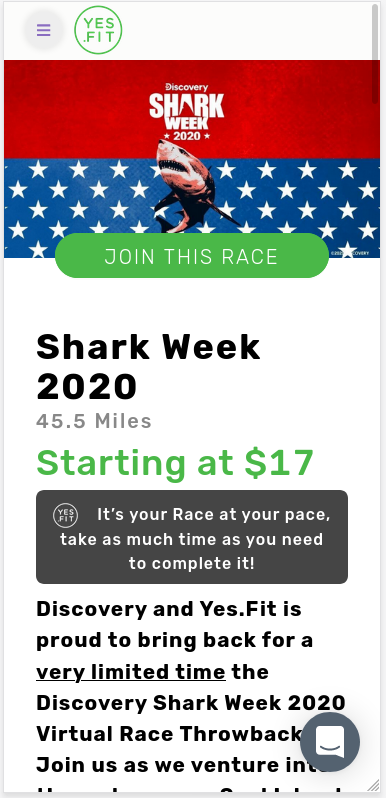 YES
.FIT
Discovery
SHARK
WEEK
2020
©2020 DISCOVERY
JOIN THIS RACE
Shark Week
2020
45.5 Miles
Starting at $17
YES
.FIT
It’s your Race at your pace,
take as much time as you need
to complete it!
Discovery and Yes.Fit is
proud to bring back for a
very limited time the
Discovery Shark Week 2020
Virtual Race Throwback
Join us as we venture int